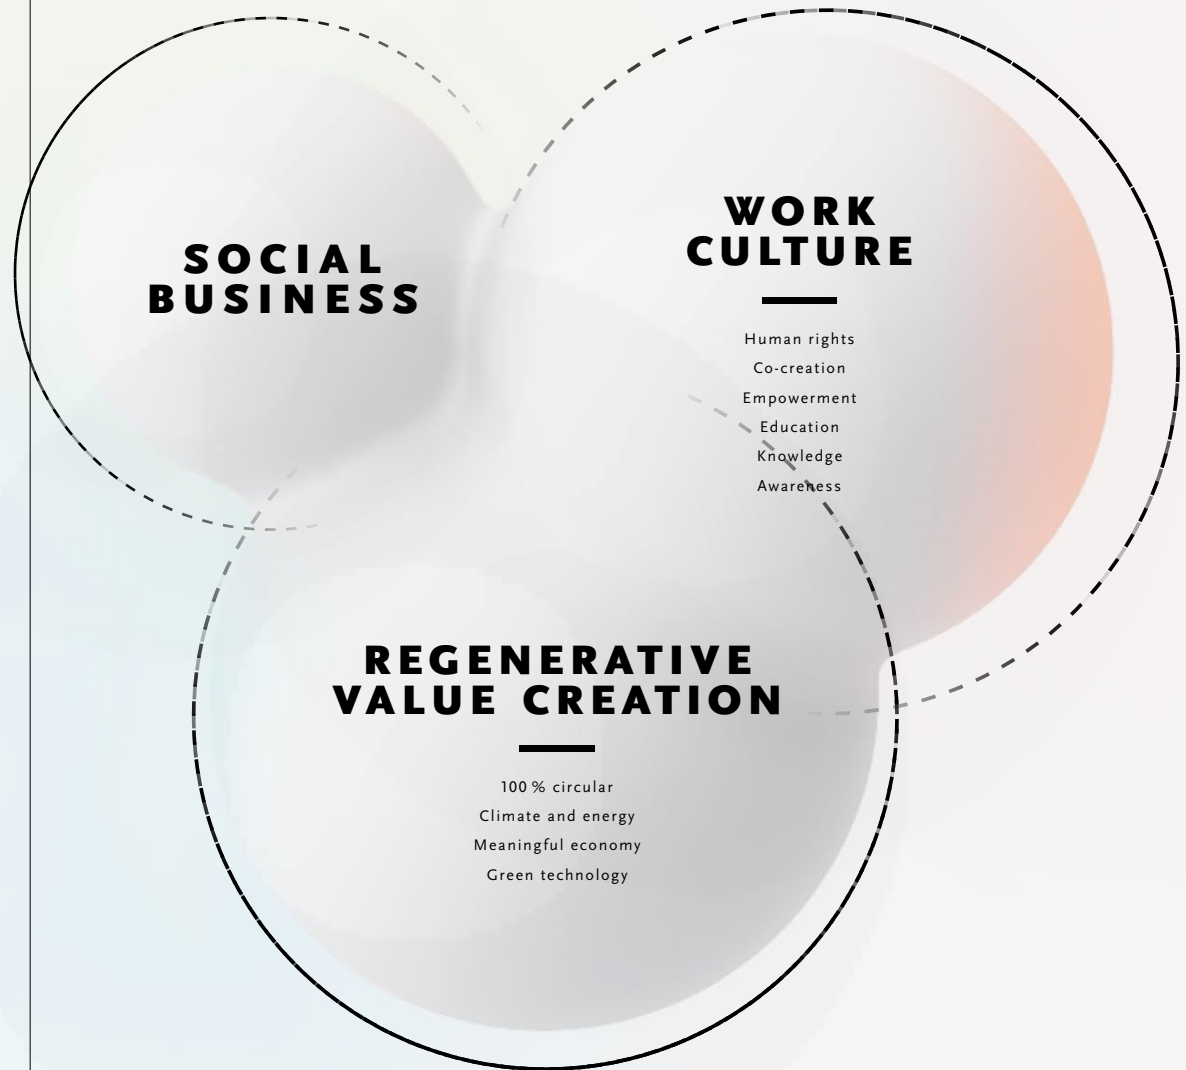 SOCIAL
BUSINESS
WORK
CULTURE
Human rights
Co-creation
Empowerment
Education
Knowledge
Awareness
REGENERATIVE
VALUE CREATION
100 % circular
Climate and energy
Meaningful economy
Green technology